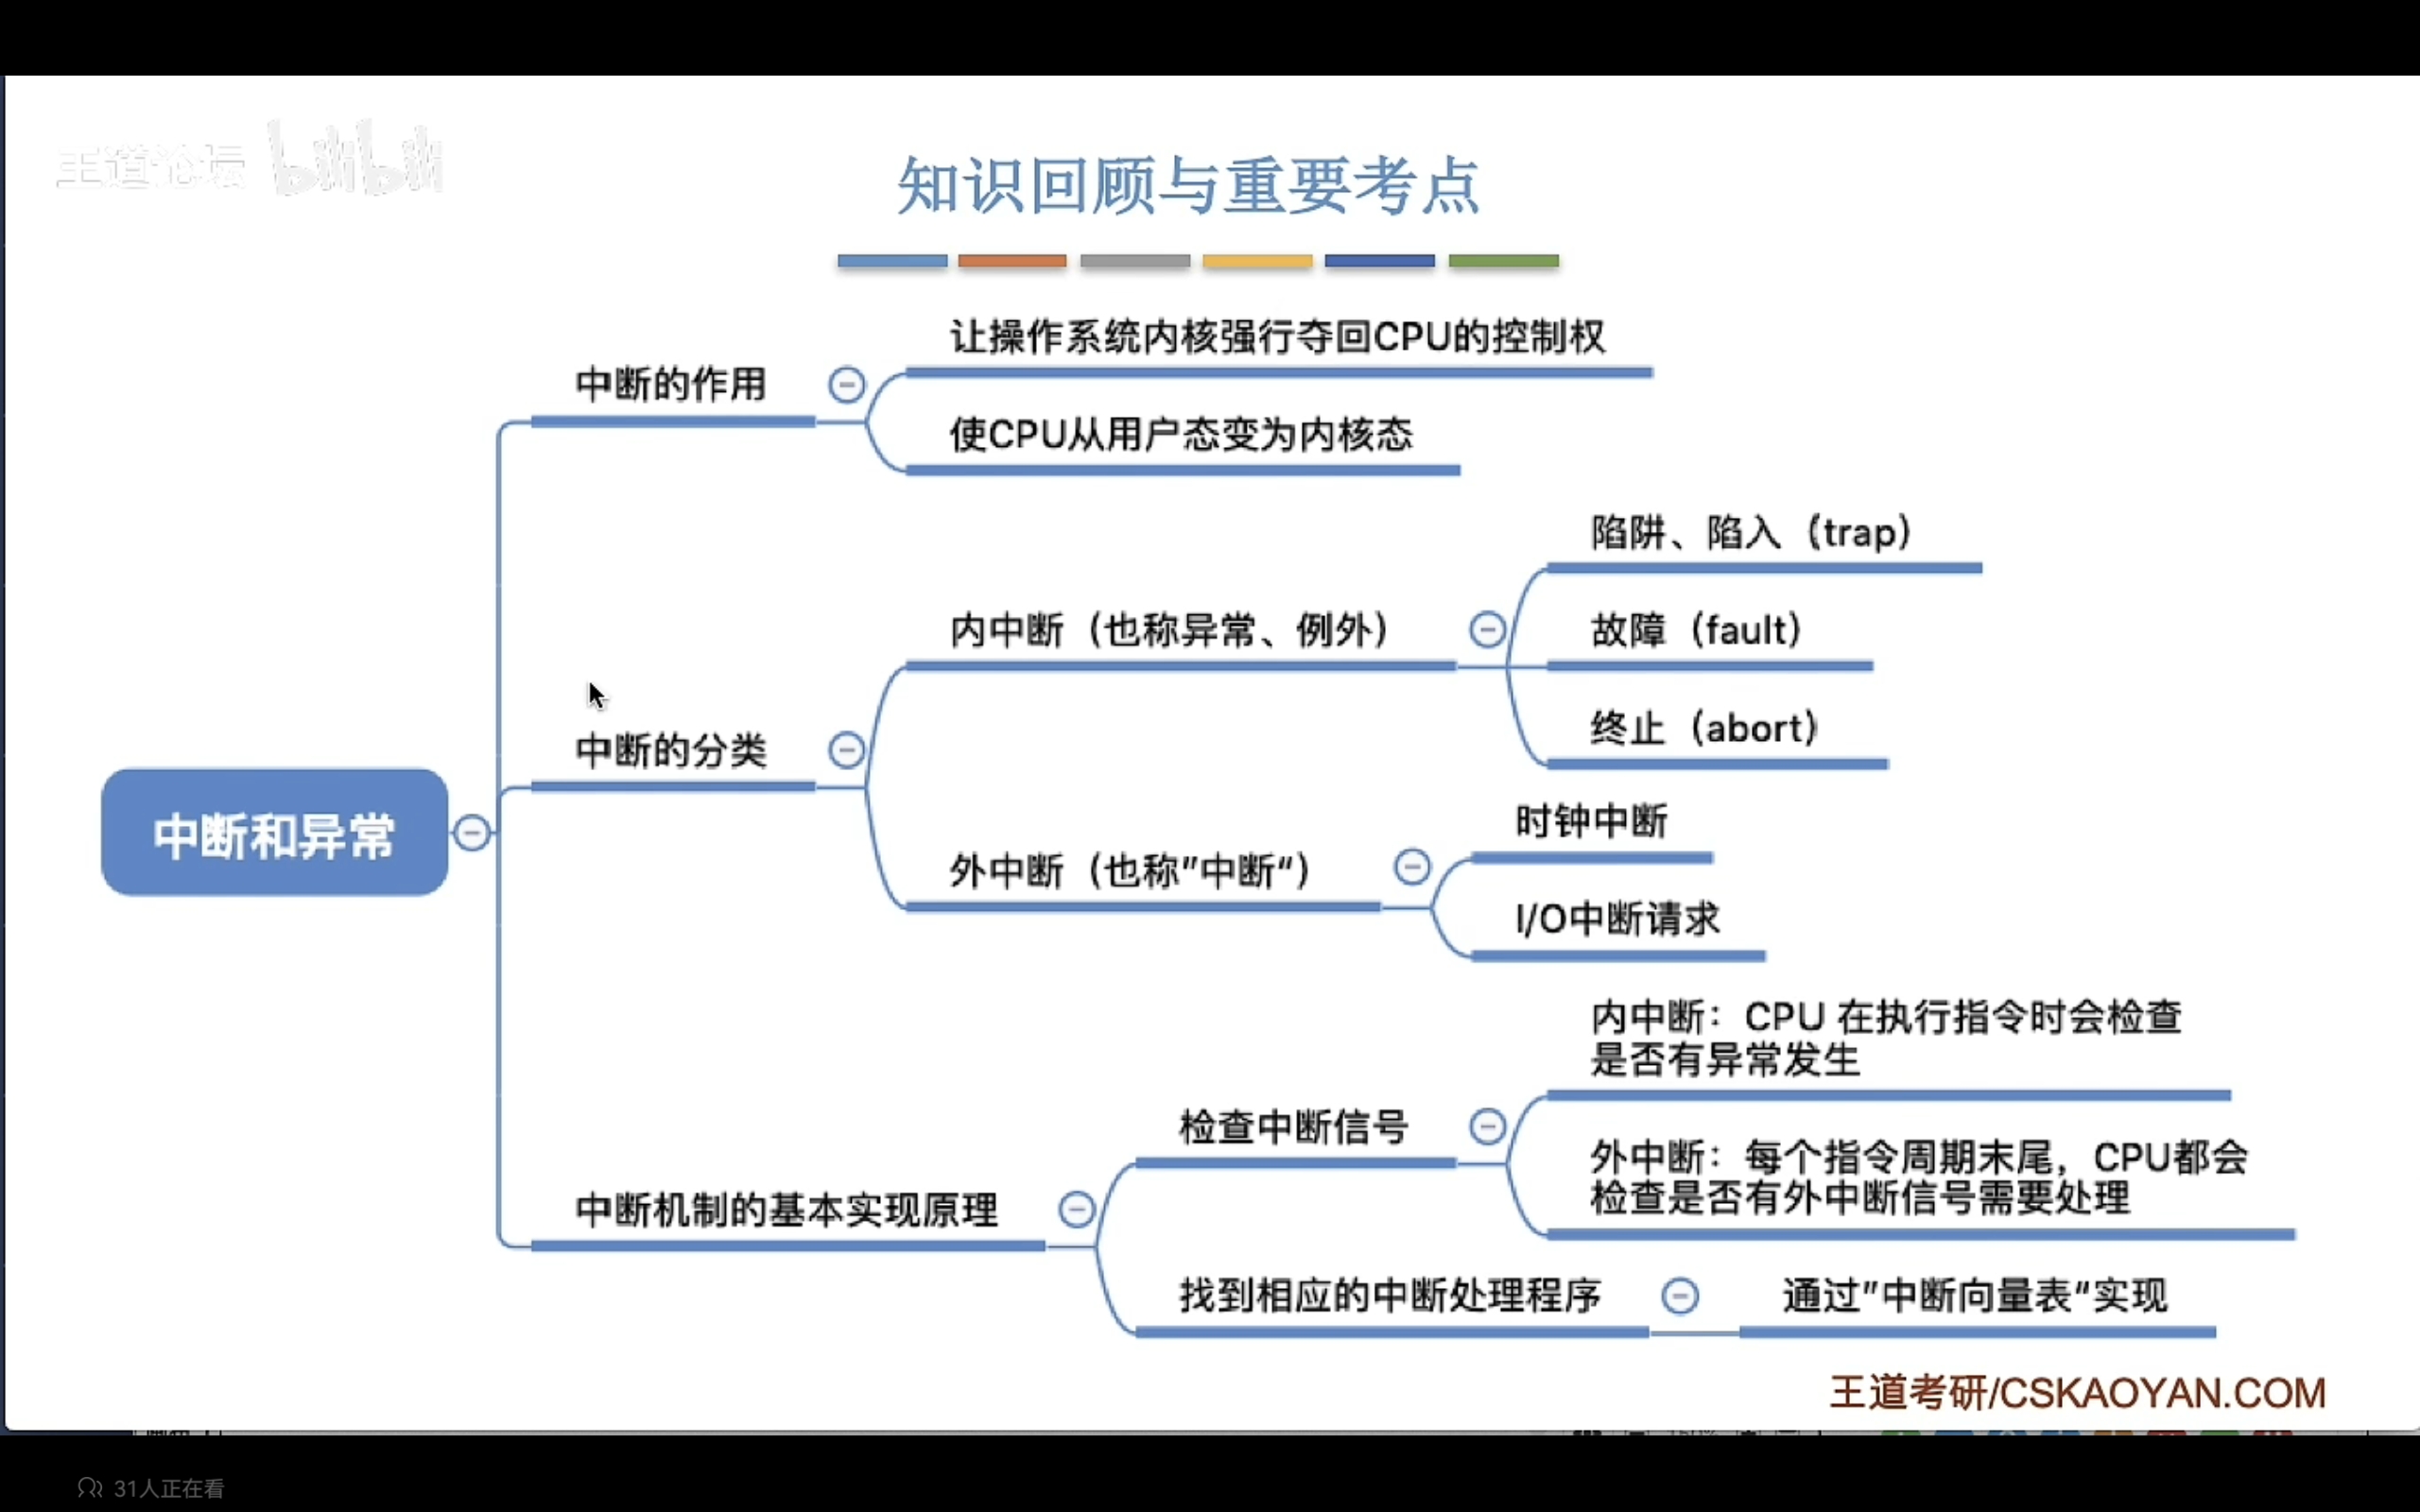 王道论坛 bilibili
知识回顾与重要考点
让操作系统内核强行夺回CPU的控制权
中断的作用
使CPU从用户态变为内核态
陷阱、陷入（trap）
内中断（也称异常、例外）
故障（fault）
终止（abort）
中断的分类
时钟中断
外中断（也称”中断“）
I/O中断请求
中断和异常
内中断：CPU 在执行指令时会检查
是否有异常发生
检查中断信号
外中断：每个指令周期末尾，CPU都会
检查是否有外中断信号需要处理
中断机制的基本实现原理
找到相应的中断处理程序
通过”中断向量表“实现
王道考研/CSKAOYAN.COM
31人正在看